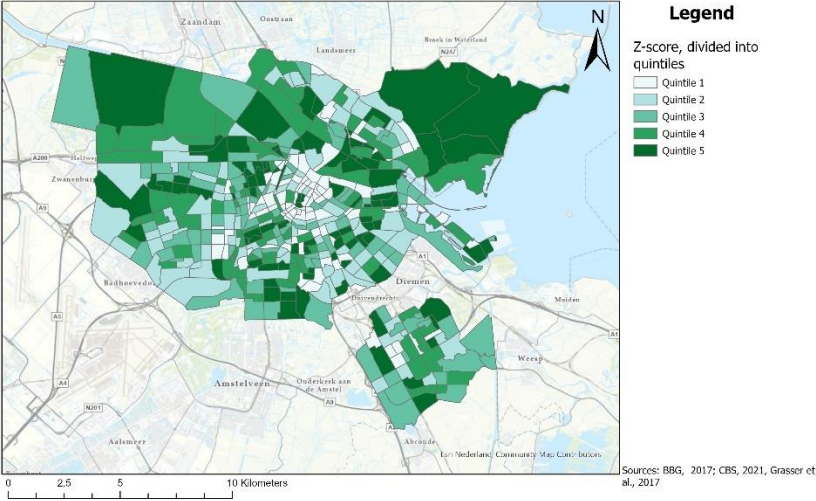 Zaandam
Oostzaan
Landsmeer
Broek in Waterland
N247
N
A200
Halfweg
Zwanenburg
A9
Badhoevedo
A5
A1
Diemen
Duivendrecht
Muiden
A1
Weesp
A4
Amstelveen
Ouderkerk aan
de Amstel
A9
N201
Aalsmeer
Abcoude
Esri Nederland, Community Map Contributors
0 2,5 5 10 Kilometers
Legend
Z-score, divided into
quintiles
Quintile 1
Quintile 2
Quintile 3
Quintile 4
Quintile 5
Sources: BBG, 2017; CBS, 2021, Grasser et
al., 2017